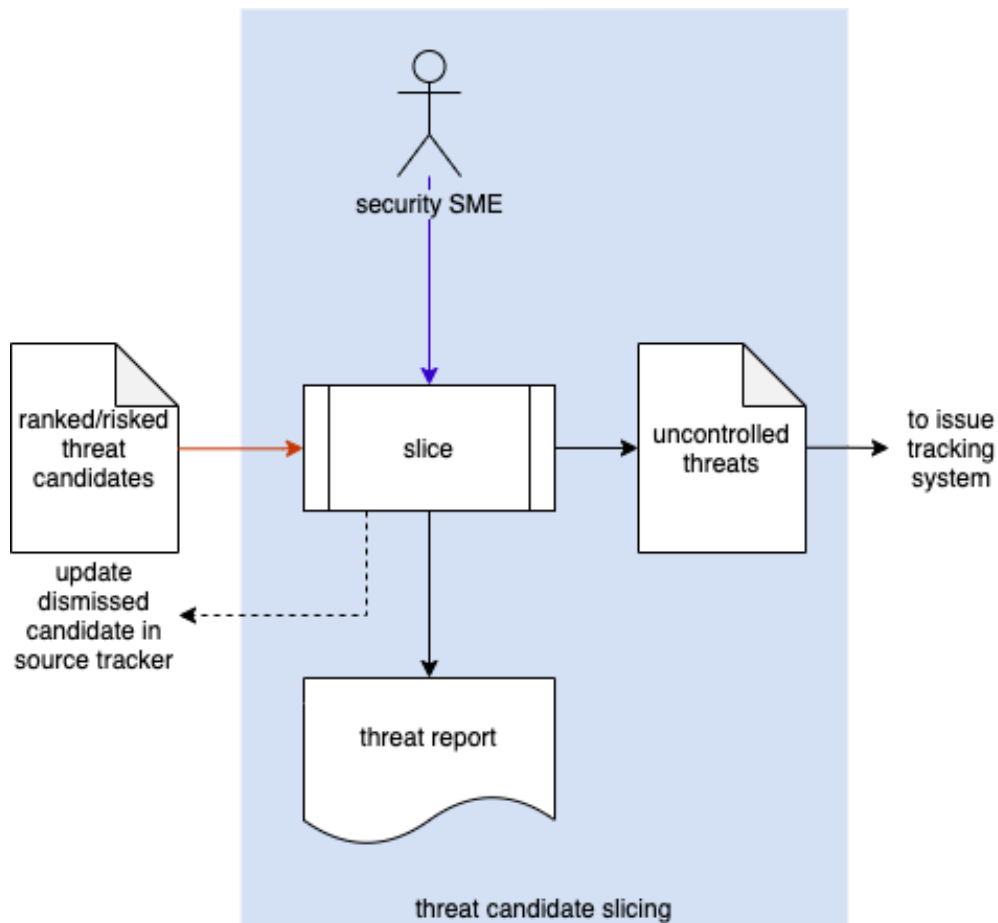 security SME
ranked/risked
threat
candidates
slice
uncontrolled
threats
to issue
tracking
system
update
dismissed
candidate in
source tracker
threat report
threat candidate slicing